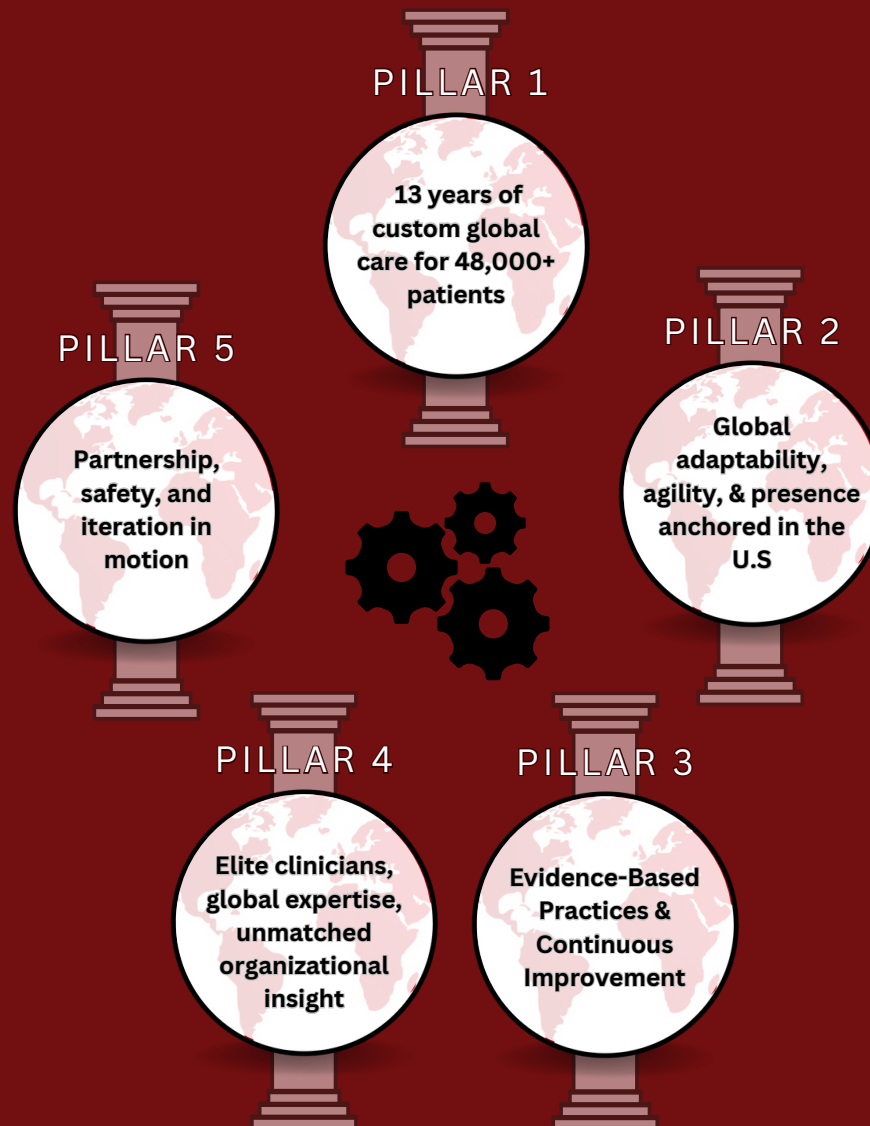 PILLAR 1
13 years of
custom global
care for 48,000+
patients
PILLAR 2
Global
adaptability,
agility, & presence
anchored in the
U.S
PILLAR 3
Evidence-Based
Practices &
Continuous
Improvement
PILLAR 4
Elite clinicians,
global expertise,
unmatched
organizational
insight
PILLAR 5
Partnership,
safety, and
iteration in
motion